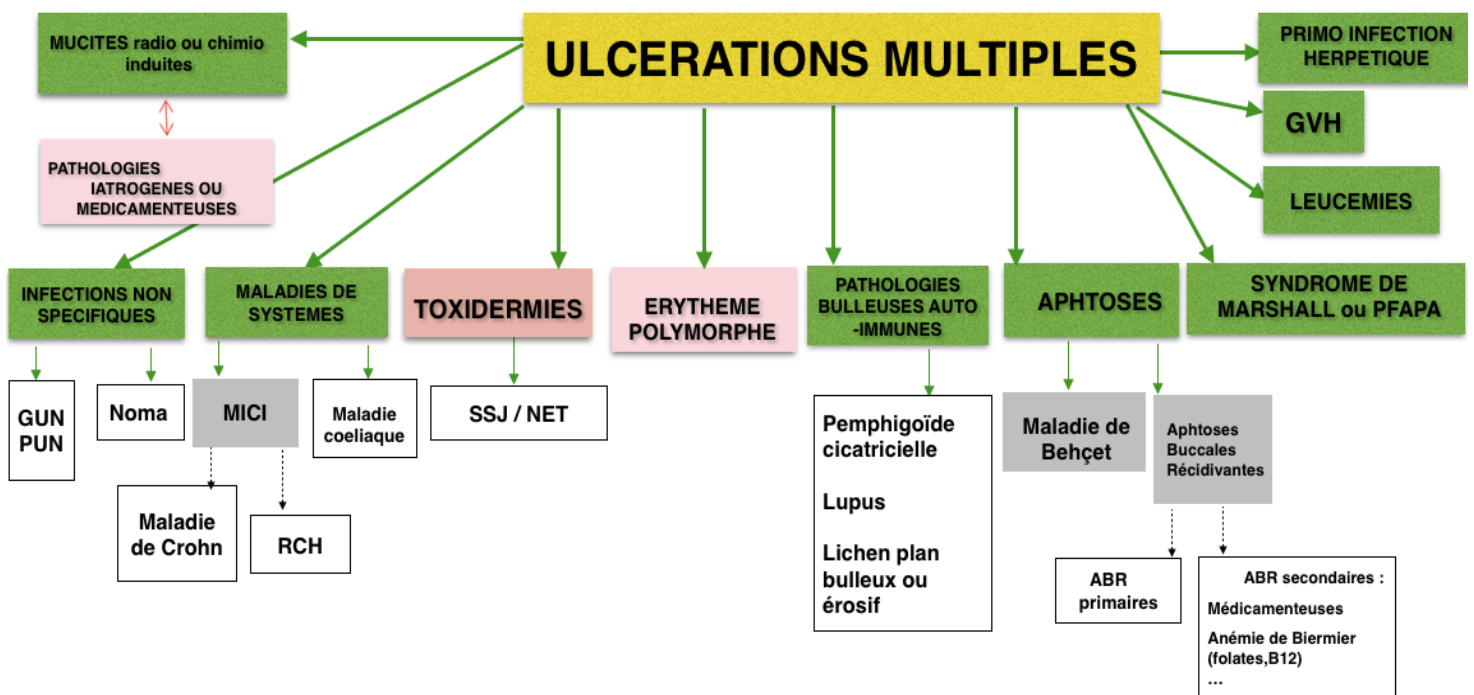 MUCITES radio ou chimio
induites
ULCERATIONS MULTIPLES
PRIMO INFECTION
HERPETIQUE
GVH
PATHOLOGIES
IATROGENES OU
MEDICAMENTEUSES
LEUCEMIES
INFECTIONS NON
SPECIFIQUES
MALADIES DE
SYSTEMES
TOXIDERMIES
ERYTHEME
POLYMORPHE
PATHOLOGIES
BULLEUSES AUTO
-IMMUNES
APHTOSES
SYNDROME DE
MARSHALL ou PFAPA
GUN
PUN
Noma
MICI
Maladie
coeliaque
SSJ / NET
Pemphigoïde
cicatricielle
Lupus
Lichen plan
bulleux ou
érosif
Maladie de
Behçet
Aphtoses
Buccales
Récidivantes
Maladie
de Crohn
RCH
ABR
primaires
ABR secondaires :
Médicamenteuses
Anémie de Biermier
(folates,B12)
...